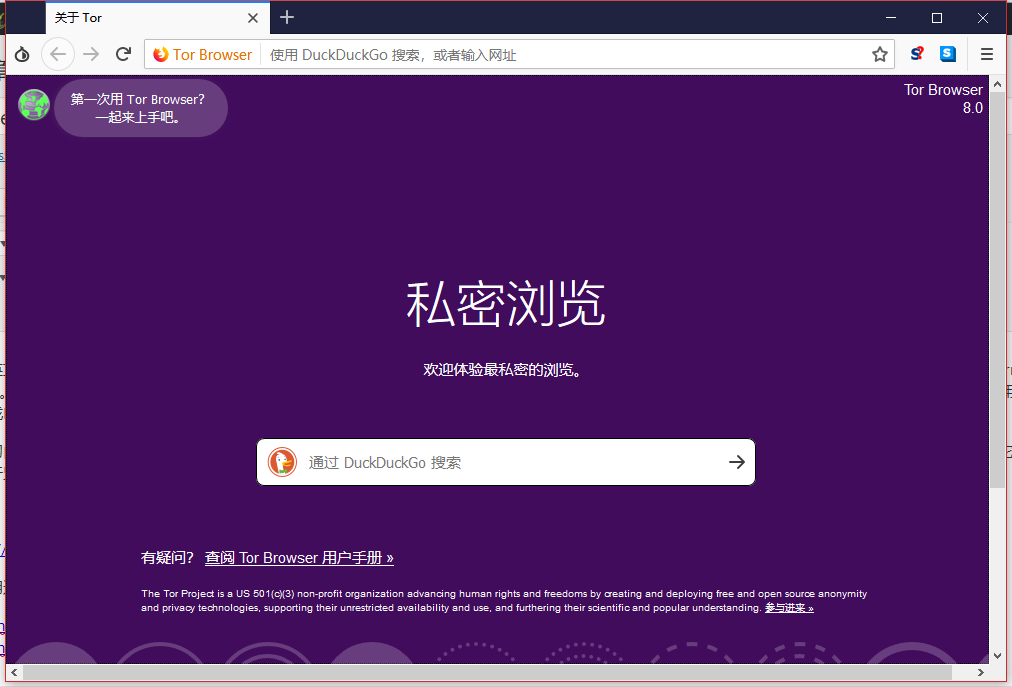 关于 Tor
Tor Browser
使用 DuckDuckGo 搜索，或者输入网址
第一次用 Tor Browser?
一起来上手吧。
Tor Browser
8.0
私密浏览
欢迎体验最私密的浏览。
通过 DuckDuckGo 搜索
有疑问? 查阅 Tor Browser 用户手册 »
The Tor Project is a US 501(c)(3) non-profit organization advancing human rights and freedoms by creating and deploying free and open source anonymity
and privacy technologies, supporting their unrestricted availability and use, and furthering their scientific and popular understanding. 参与进来 »